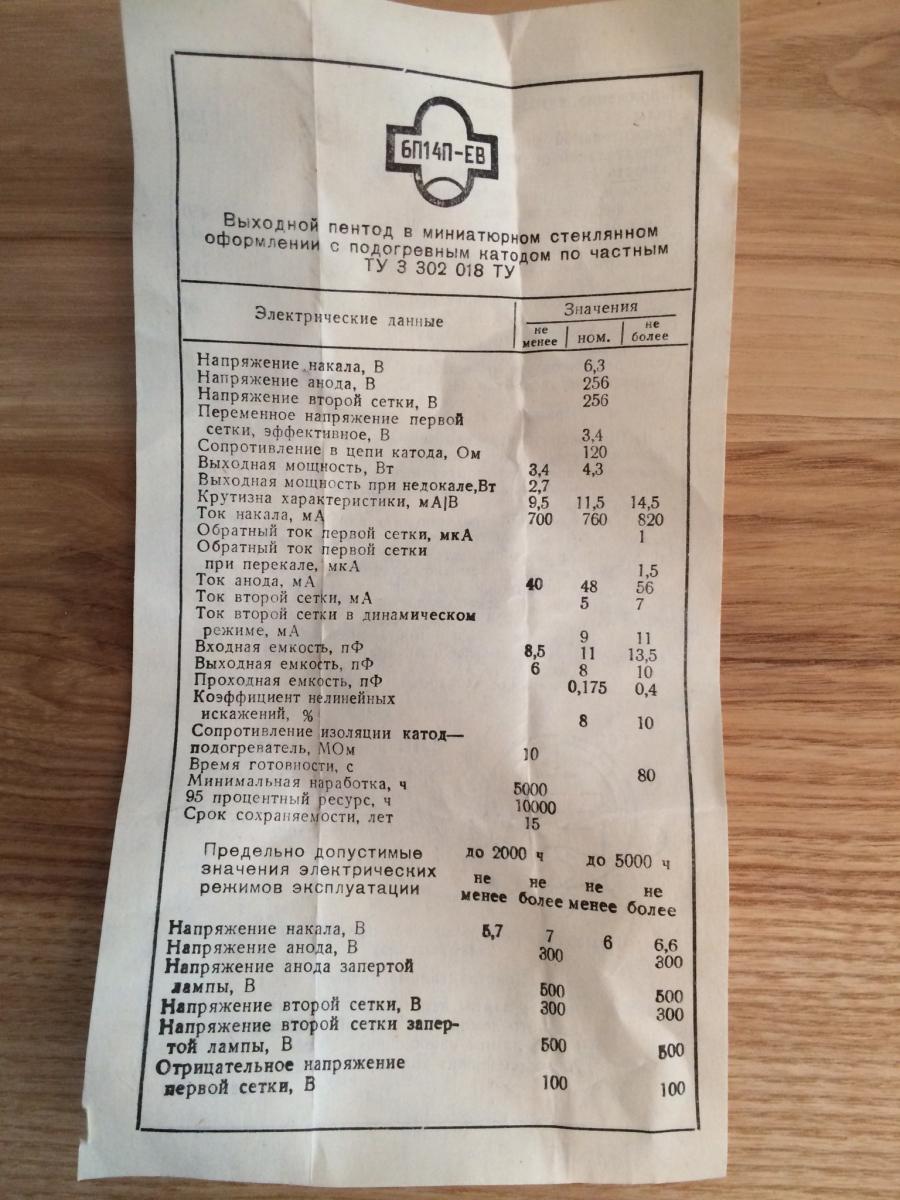 6П14П-ЕВ
Выходной пентод в миниатюрном стеклянном
оформлении с подогревным катодом по частным
ТУ 3 302 018 ТУ
Электрические данные Значения
не менее ном. не более
Напряжение накала, В 6,3
Напряжение анода, В 256
Напряжение второй сетки, В 256
Переменное напряжение первой
сетки, эффективное, В 3,4
Сопротивление в цепи катода, Ом 120
Выходная мощность, Вт 3,4 4,3
Выходная мощность при недокале,Вт 2,7
Крутизна характеристики, мА|В 9,5 11,5 14,5
Ток накала, мА 700 760 820
Обратный ток первой сетки, мкА 1
Обратный ток первой сетки
при перекале, мкА 1,5
Ток анода, мА 40 48 56
Ток второй сетки, мА 5 7
Ток второй сетки в динамическом
режиме, мА 9 11
Входная емкость, пФ 8,5 11 13,5
Выходная емкость, пФ 6 8 10
Проходная емкость, пФ 0,175 0,4
Коэффициент нелинейных
искажений, % 8 10
Сопротивление изоляции катод—
подогреватель, МОм 10
Время готовности, с 80
Минимальная наработка, ч 5000
95 процентный ресурс, ч 10000
Срок сохраняемости, лет 15
Предельно допустимые до 2000 ч до 5000 ч
значения электрических не не не не
режимов эксплуатации менее более менее более
Напряжение накала, В 5,7 7 6 6,6
Напряжение анода, В 300 300
Напряжение анода запертой
лампы, В 500 500
Напряжение второй сетки, В 300 300
Напряжение второй сетки запер-
той лампы, В 500 500
Отрицательное напряжение
первой сетки, В 100 100